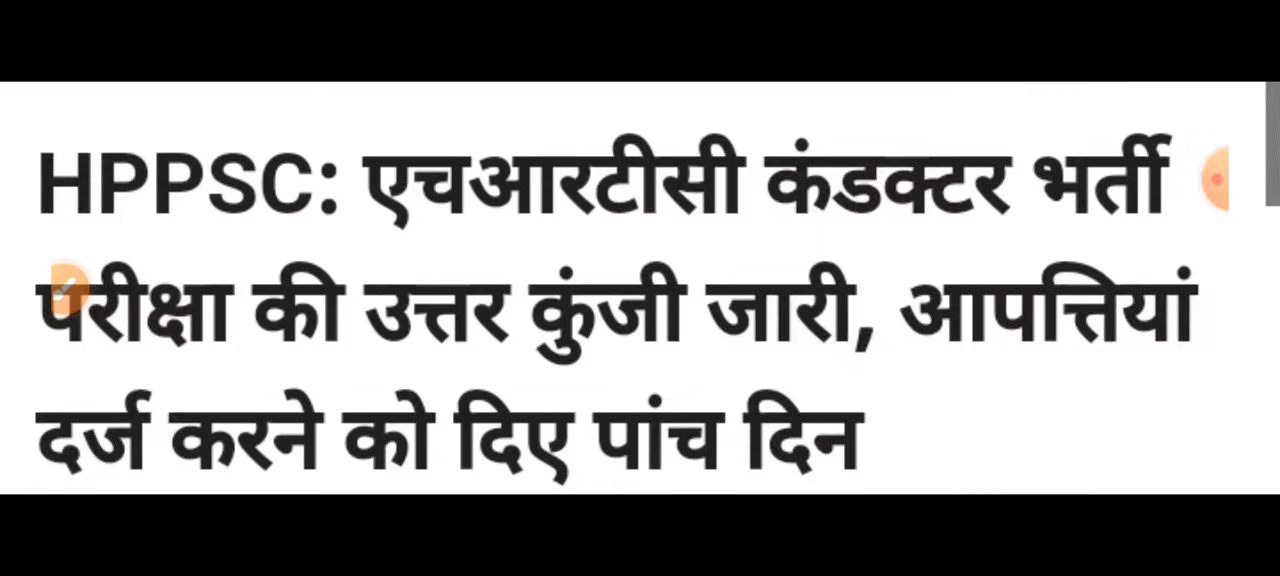 HPPSC: एचआरटीसी कंडक्टर भर्ती
परीक्षा की उत्तर कुंजी जारी, आपत्तियां
दर्ज करने को दिए पांच दिन